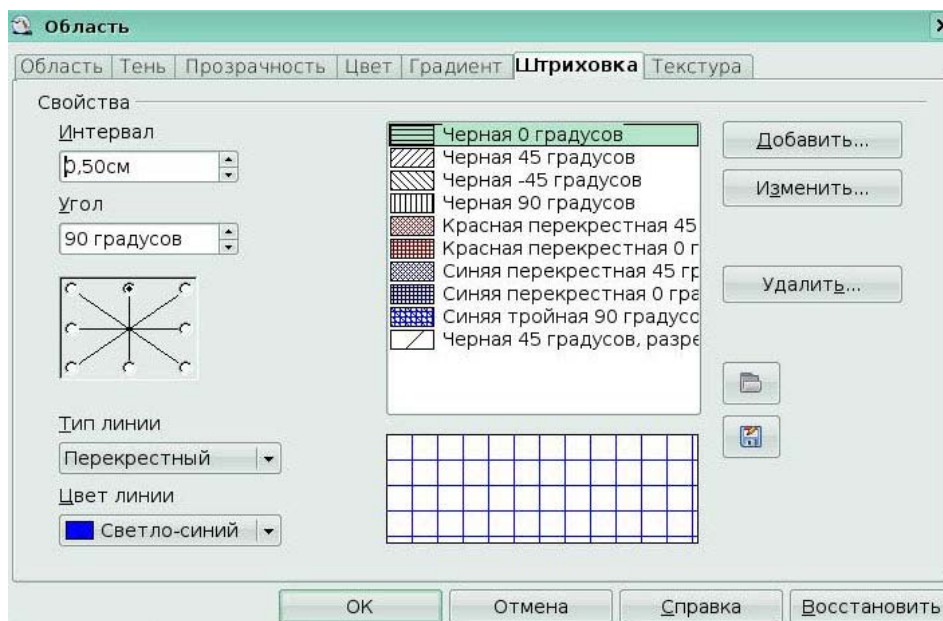 Область
Область Тень Прозрачность Цвет Градиент Штриховка Текстура
Свойства
Интервал
0,50см
Угол
90 градусов
Тип линии
Перекрестный
Цвет линии
Светло-синий
Черная 0 градусов
Черная 45 градусов
Черная -45 градусов
Черная 90 градусов
Красная перекрестная 45
Красная перекрестная 0 г
Синяя перекрестная 45 гр
Синяя перекрестная 0 гра
Синяя тройная 90 градусо
Черная 45 градусов, разре
Добавить...
Изменить...
Удалить...
ОК
Отмена
Справка
Восстановить